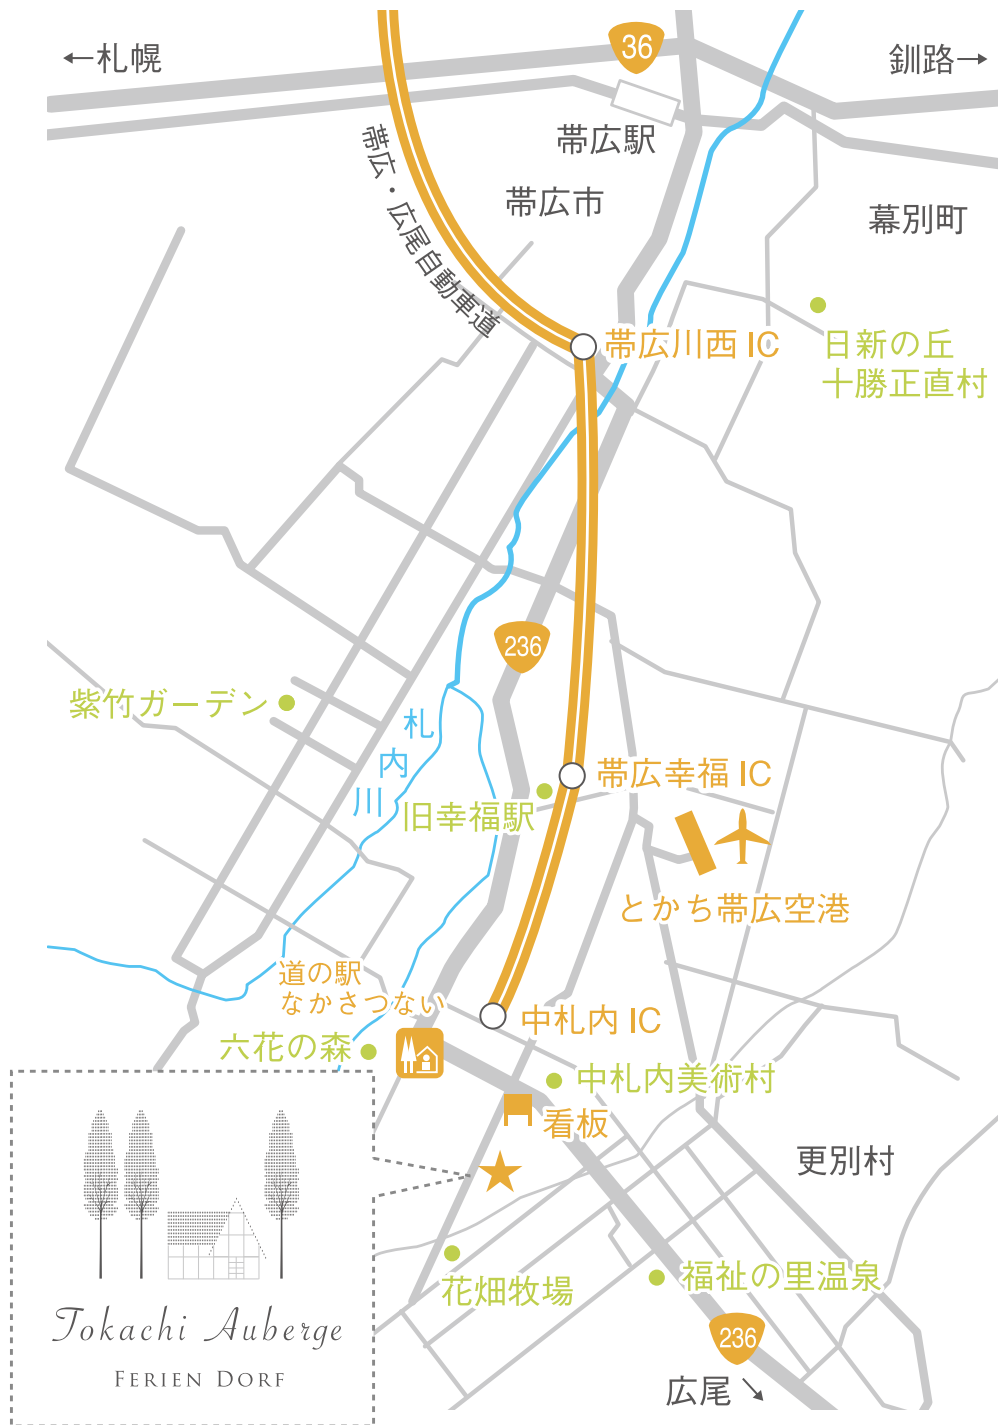 ←札幌
36
釧路→
帯広駅
帯広・広尾自動車道
帯広市
幕別町
帯広川西 IC
日新の丘
十勝正直村
236
紫竹ガーデン
札内川
帯広幸福 IC
旧幸福駅
とかち帯広空港
道の駅
なかさつない
中札内 IC
六花の森
中札内美術村
看板
更別村
花畑牧場
福祉の里温泉
236
広尾↘
Tokachi Auberge
FERIEN DORF